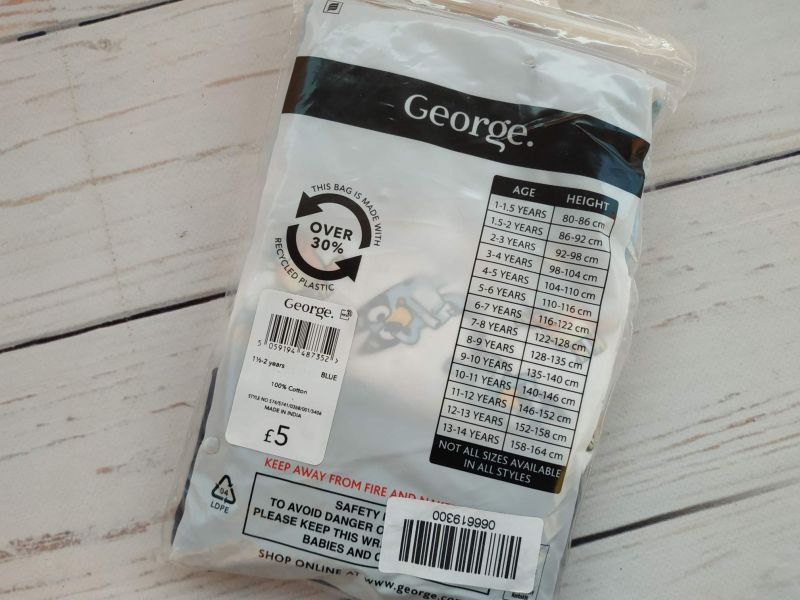 George.
THIS BAG IS MADE WITH
OVER
30%
RECYCLED PLASTIC
AGE HEIGHT
1-1.5 YEARS 80-86 cm
1.5-2 YEARS 86-92 cm
2-3 YEARS 92-98 cm
3-4 YEARS 98-104 cm
4-5 YEARS 104-110 cm
5-6 YEARS 110-116 cm
6-7 YEARS 116-122 cm
7-8 YEARS 122-128 cm
8-9 YEARS 128-135 cm
9-10 YEARS 135-140 cm
10-11 YEARS 140-146 cm
11-12 YEARS 146-152 cm
12-13 YEARS 152-158 cm
13-14 YEARS 158-164 cm
NOT ALL SIZES AVAILABLE
IN ALL STYLES
George.
5 059194 487352 >
1½-2 years
BLUE
100% Cotton
STYLE NO
MADE IN INDIA
£5
KEEP AWAY FROM FIRE AND
04
LDPE
SAFETY
TO AVOID DANGER
PLEASE KEEP THIS
BABIES AND
SHOP ONLINE AT www.george.co
0066193000